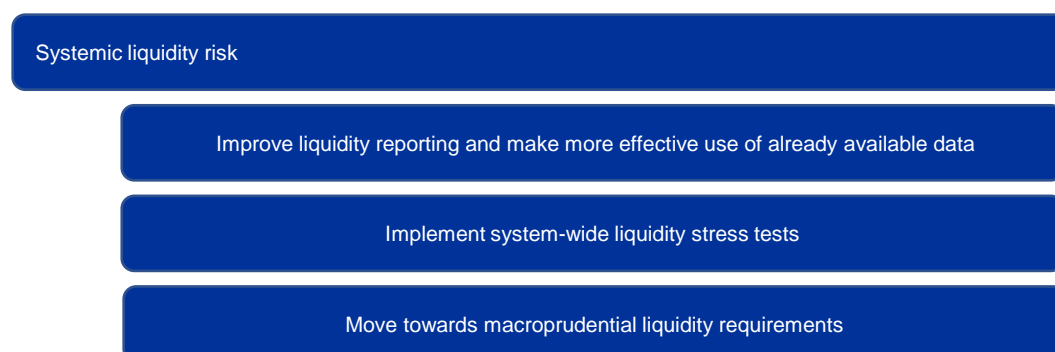 Systemic liquidity risk
Improve liquidity reporting and make more effective use of already available data
Implement system-wide liquidity stress tests
Move towards macroprudential liquidity requirements